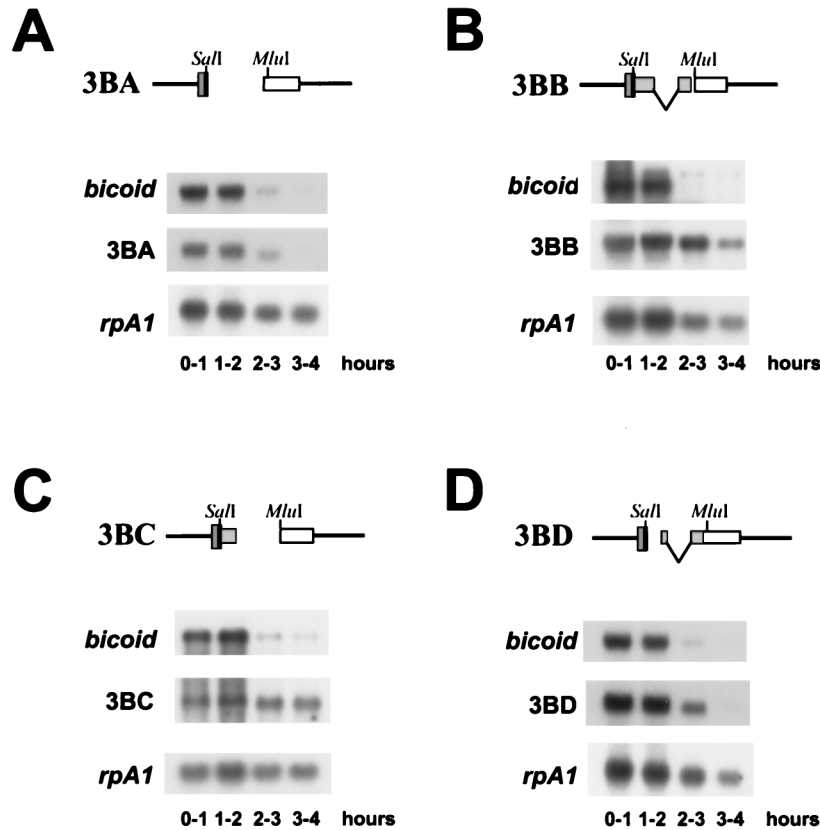 A
SalI MluI
3BA
bicoid
3BA
rpA1
0-1 1-2 2-3 3-4 hours
B
SalI MluI
3BB
bicoid
3BB
rpA1
0-1 1-2 2-3 3-4 hours
C
SalI MluI
3BC
bicoid
3BC
rpA1
0-1 1-2 2-3 3-4 hours
D
SalI MluI
3BD
bicoid
3BD
rpA1
0-1 1-2 2-3 3-4 hours